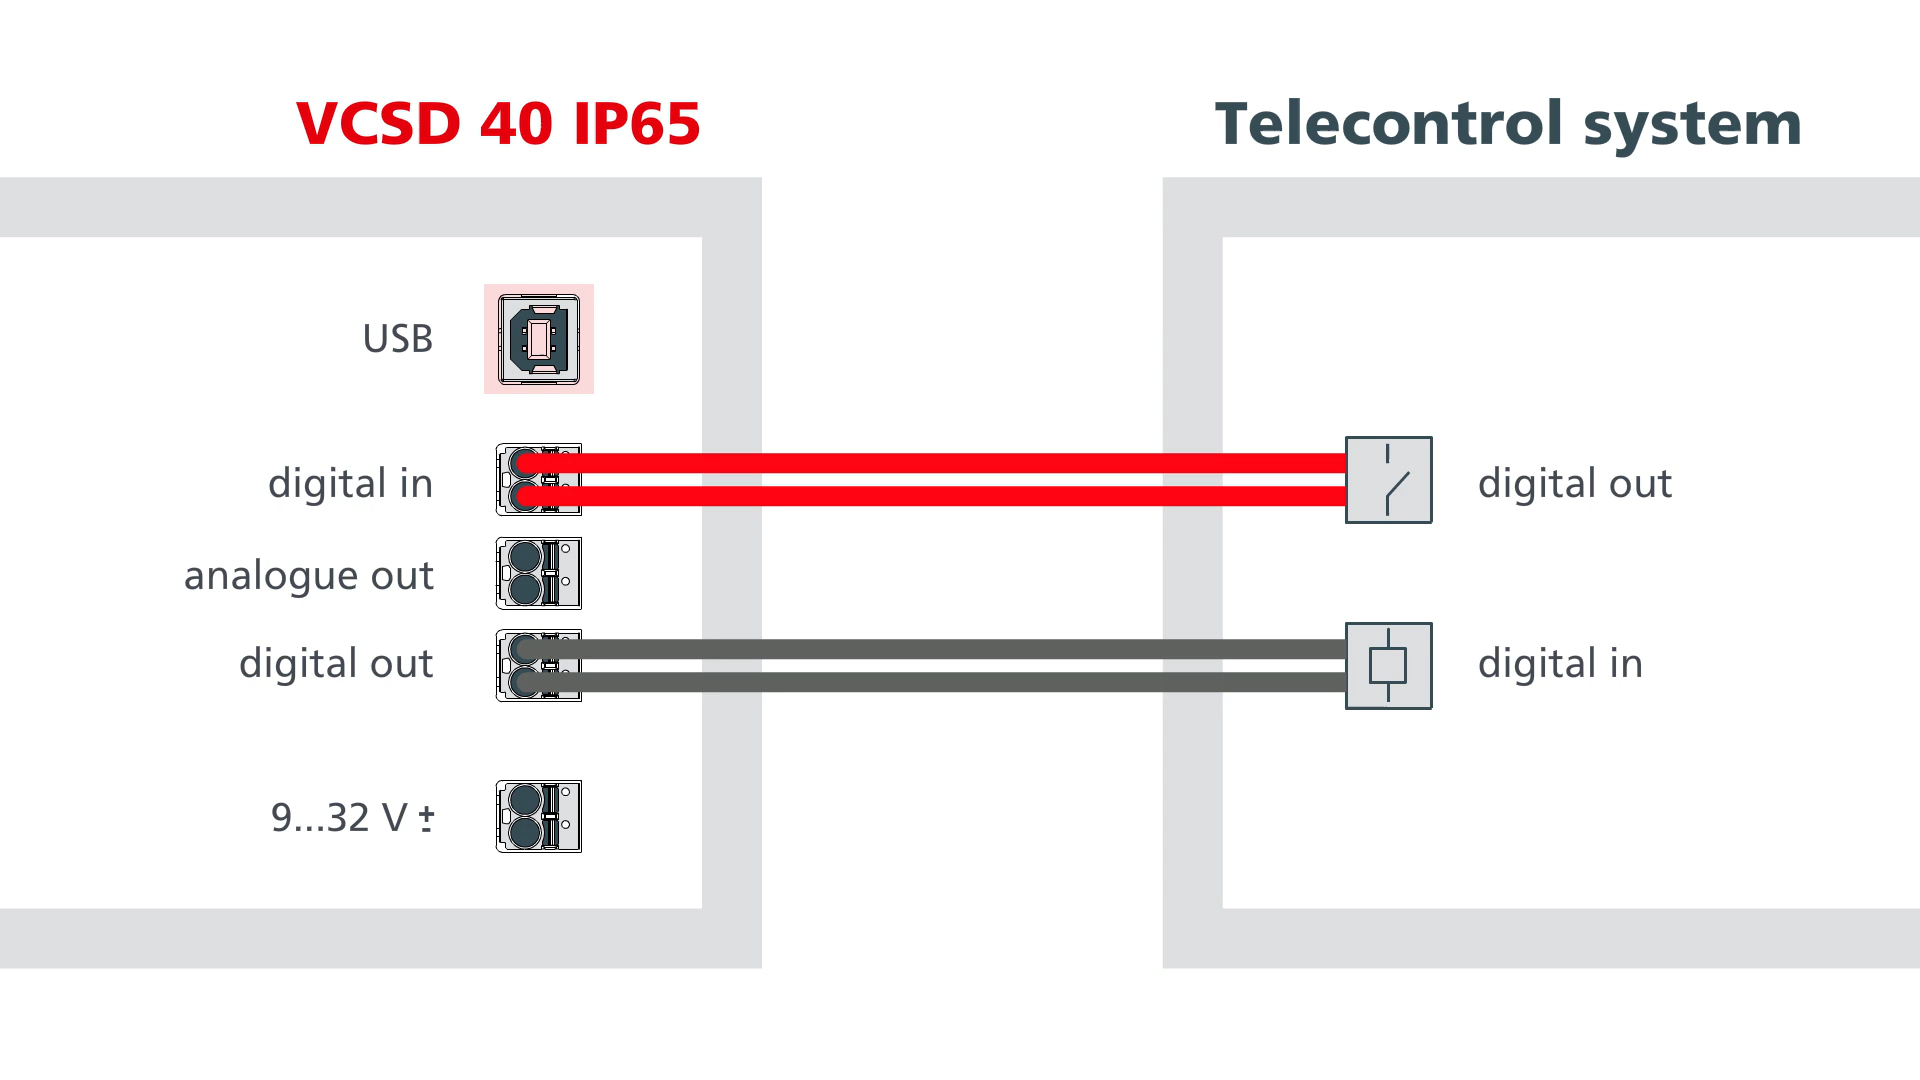 VCSD 40 IP65
Telecontrol system
USB
digital in
digital out
analogue out
digital out
digital in
9...32 V ±